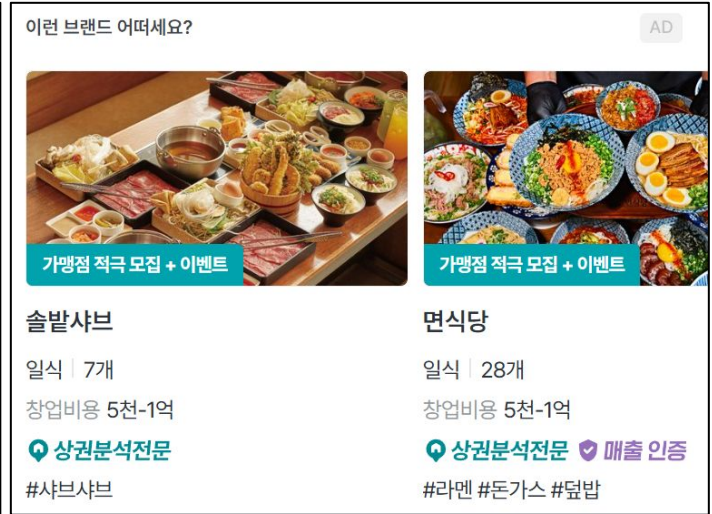 이런 브랜드 어떠세요?
AD
가맹점 적극 모집 + 이벤트
솔밭샤브
일식 7개
창업비용 5천-1억
상권분석전문
#샤브샤브
가맹점 적극 모집 + 이벤트
면식당
일식 28개
창업비용 5천-1억
상권분석전문 매출 인증
#라멘 #돈가스 #덮밥